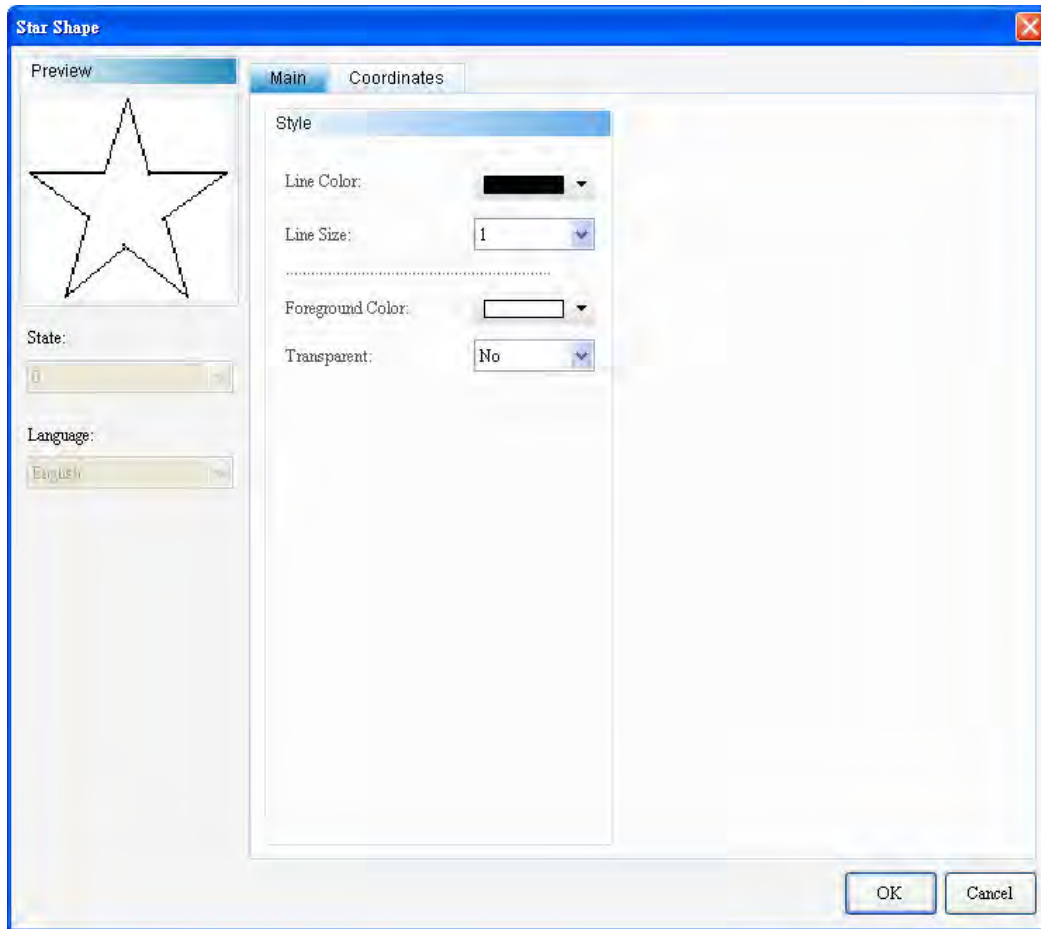 Star Shape
Preview
Main
Coordinates
Style
Line Color:
Line Size:
1
Foreground Color:
Transparent:
No
State:
0
Language:
English
OK
Cancel